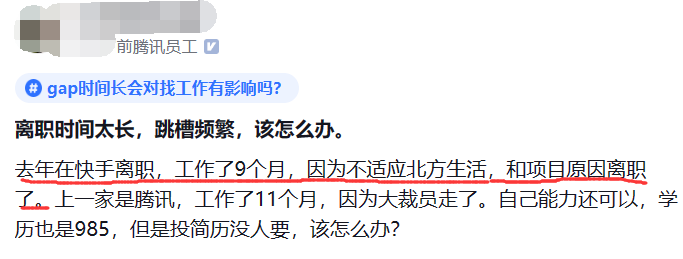 前腾讯员工
# gap时间长会对找工作有影响吗?
离职时间太长，跳槽频繁，该怎么办。
去年在快手离职，工作了9个月，因为不适应北方生活，和项目原因离职
了。上一家是腾讯，工作了11个月，因为大裁员走了。自己能力还可以，学
历也是985，但是投简历没人要，该怎么办?